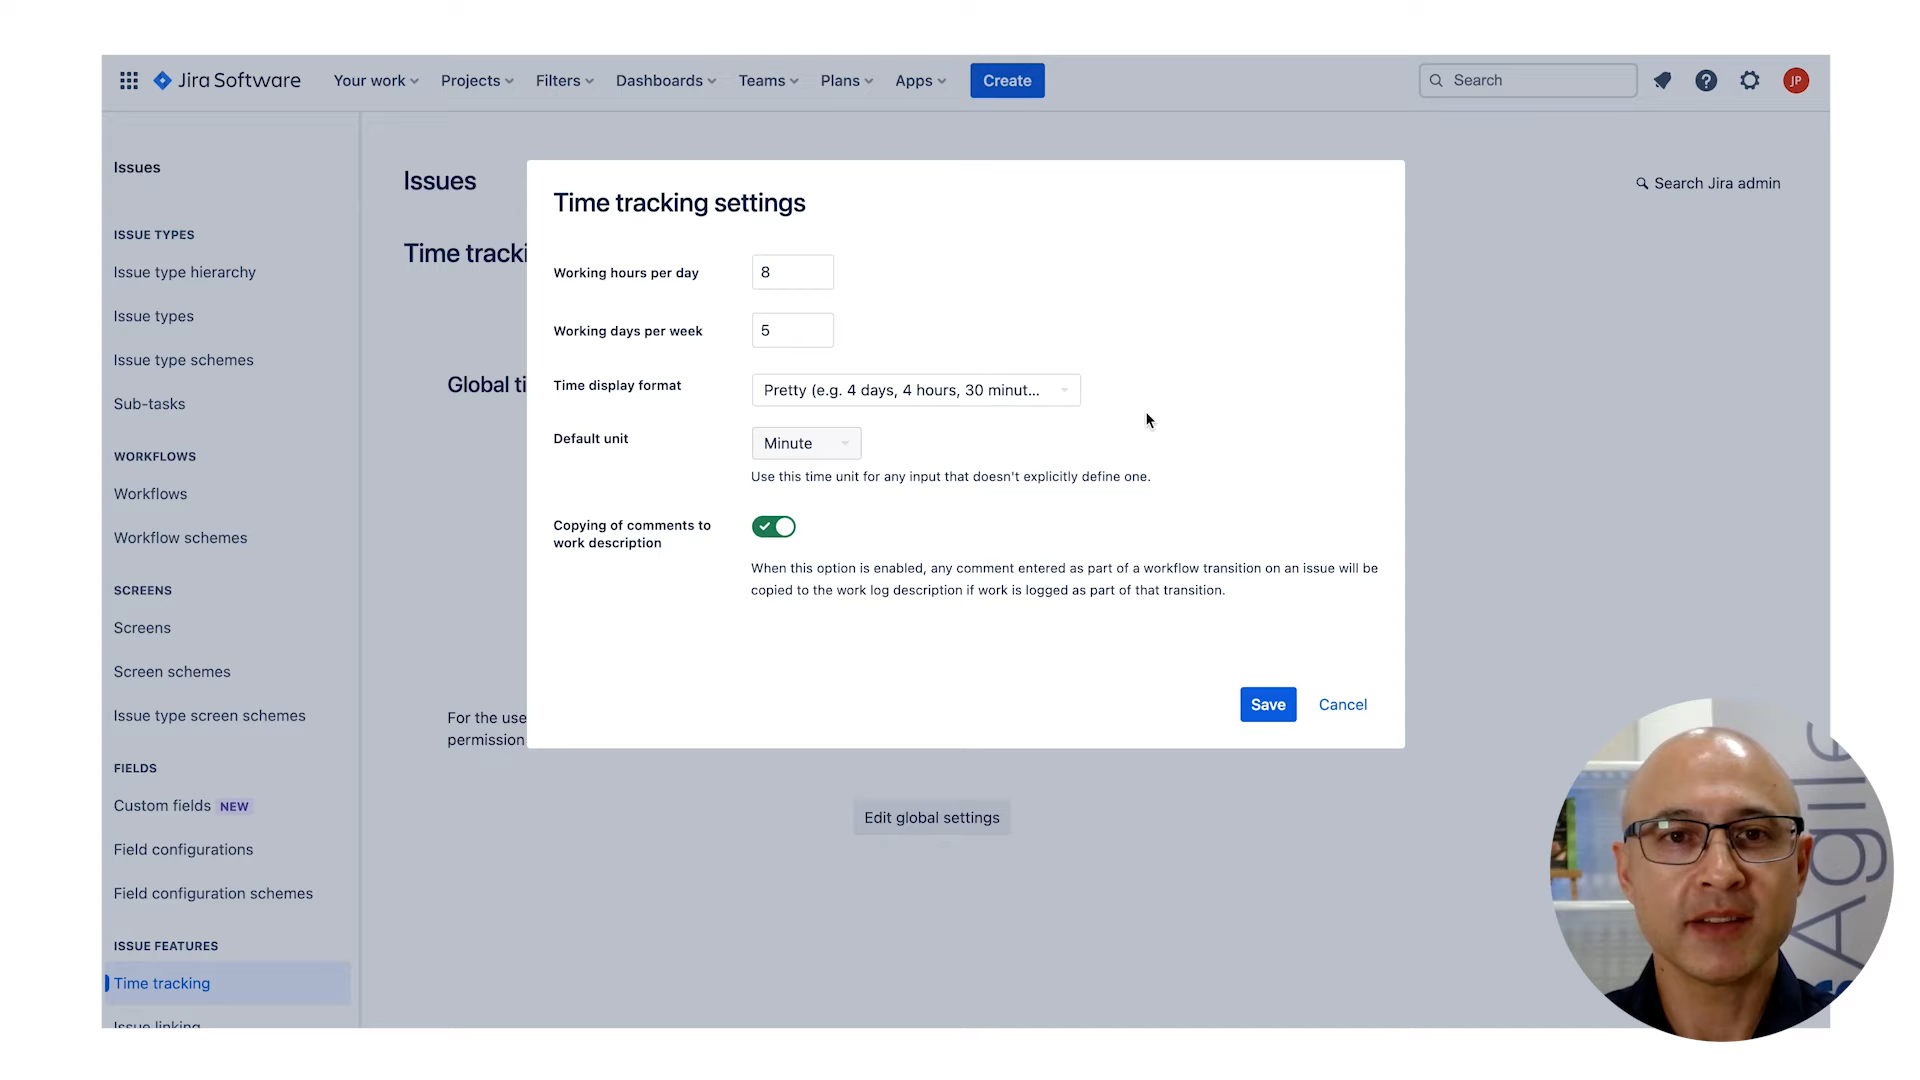 Jira Software
Your work
Projects
Filters
Dashboards
Teams
Plans
Apps
Create
Search
JP
Issues
ISSUE TYPES
Issue type hierarchy
Issue types
Issue type schemes
Sub-tasks
WORKFLOWS
Workflows
Workflow schemes
SCREENS
Screens
Screen schemes
Issue type screen schemes
FIELDS
Custom fields NEW
Field configurations
Field configuration schemes
ISSUE FEATURES
Time tracking
Issue linking
Issues
Search Jira admin
Time tracki
Global ti
For the use
permission
Edit global settings
Time tracking settings
Working hours per day
8
Working days per week
5
Time display format
Pretty (e.g. 4 days, 4 hours, 30 minut...
Default unit
Minute
Use this time unit for any input that doesn't explicitly define one.
Copying of comments to
work description
When this option is enabled, any comment entered as part of a workflow transition on an issue will be
copied to the work log description if work is logged as part of that transition.
Save
Cancel
Agile